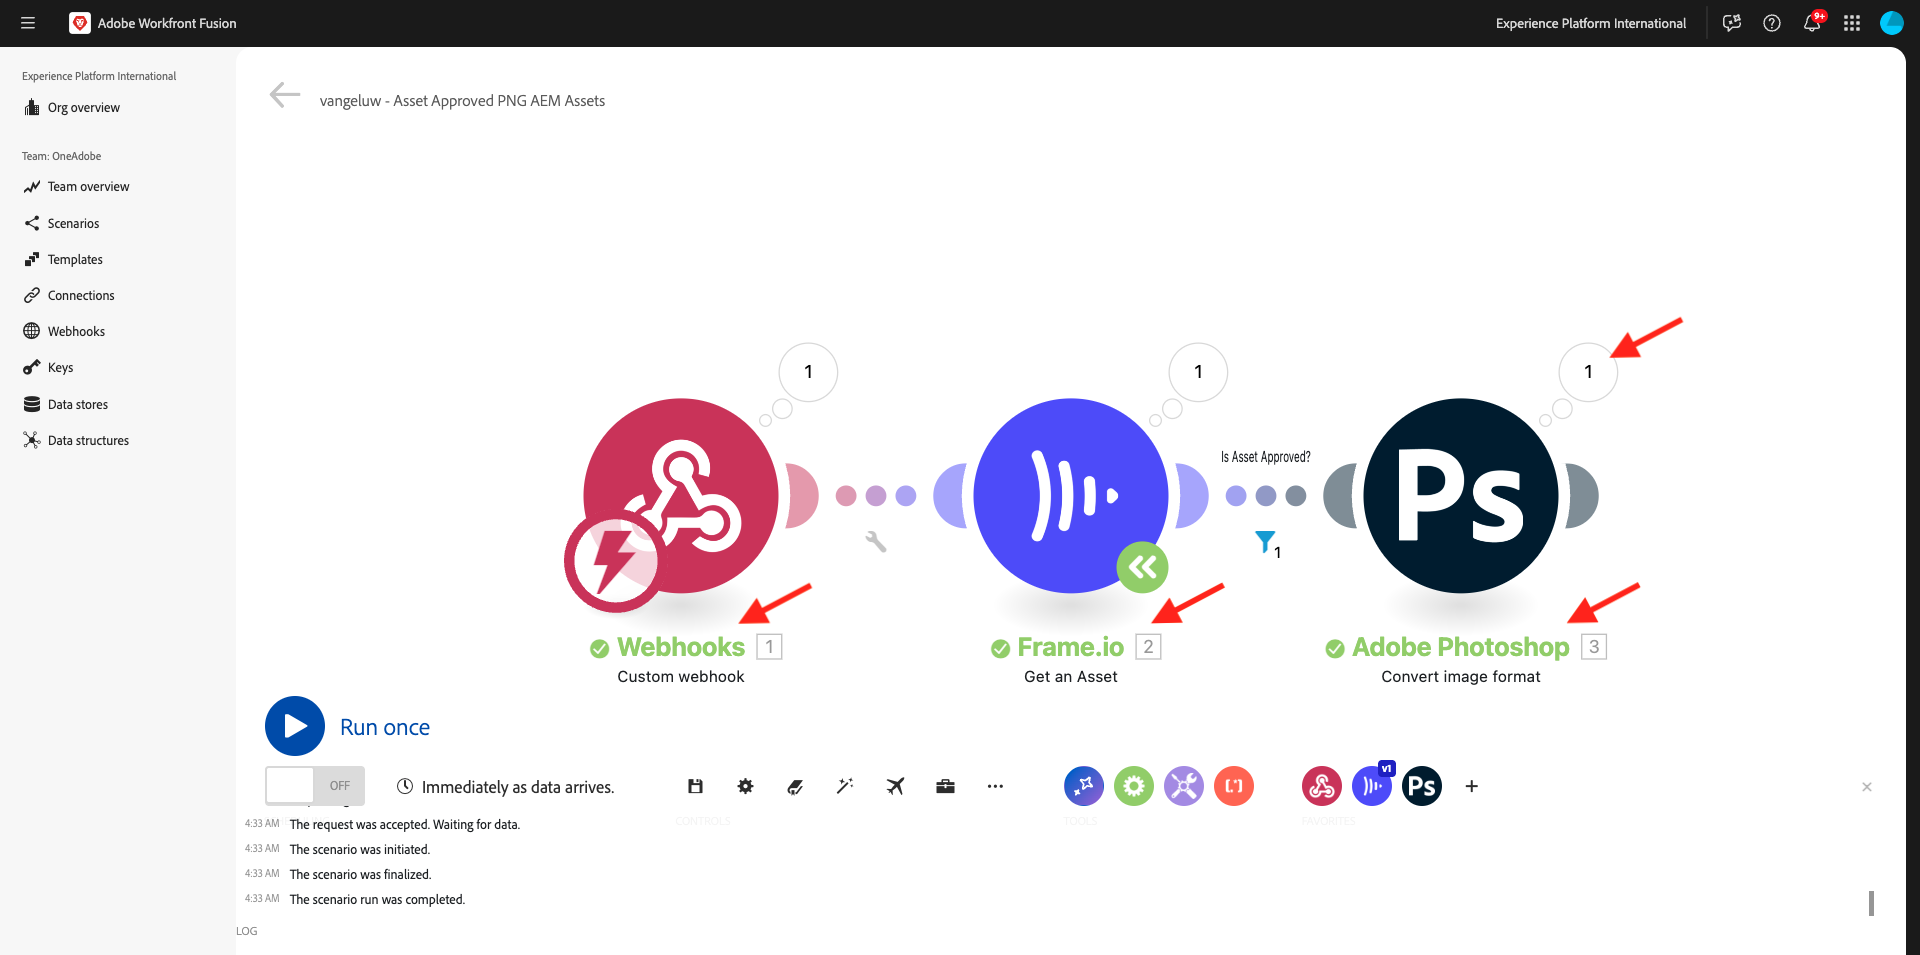 Adobe Workfront Fusion
Experience Platform International
9+
Experience Platform International
Org overview
Team: OneAdobe
Team overview
Scenarios
Templates
Connections
Webhooks
Keys
Data stores
Data structures
vangeluw - Asset Approved PNG AEM Assets
1
1
1
Is Asset Approved?
1
Ps
Webhooks 1
Custom webhook
Frame.io 2
Get an Asset
Adobe Photoshop 3
Convert image format
Run once
OFF
Immediately as data arrives.
v1
Ps
CONTROLS
TOOLS
FAVORITES
4:33 AM The request was accepted. Waiting for data.
4:33 AM The scenario was initiated.
4:33 AM The scenario was finalized.
4:33 AM The scenario run was completed.
LOG